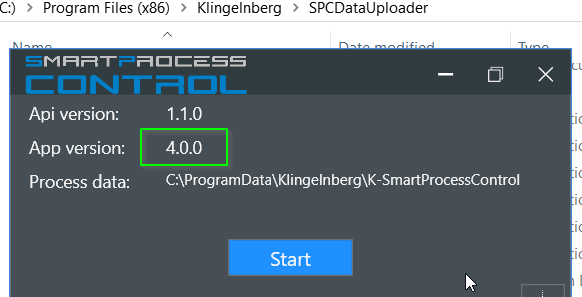 C:) > Program Files (x86) > Klingelnberg > SPCDataUploader
Name Date modified Type
SMARTPROCESS
CONTROL
Api version: 1.1.0
App version: 4.0.0
Process data: C:\ProgramData\Klingelnberg\K-SmartProcessControl
Start